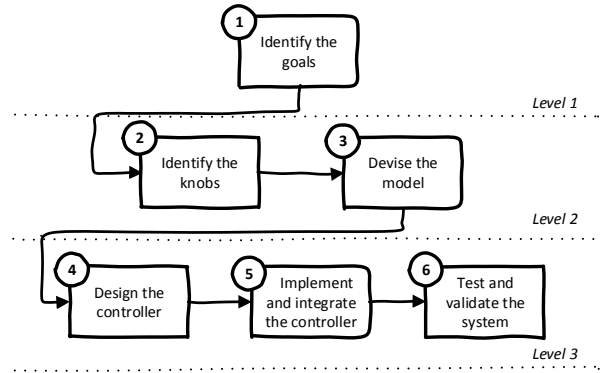 1
Identify the
goals
Level 1
2
Identify the
knobs
3
Devise the
model
Level 2
4
Design the
controller
5
Implement
and integrate
the controller
6
Test and
validate the
system
Level 3